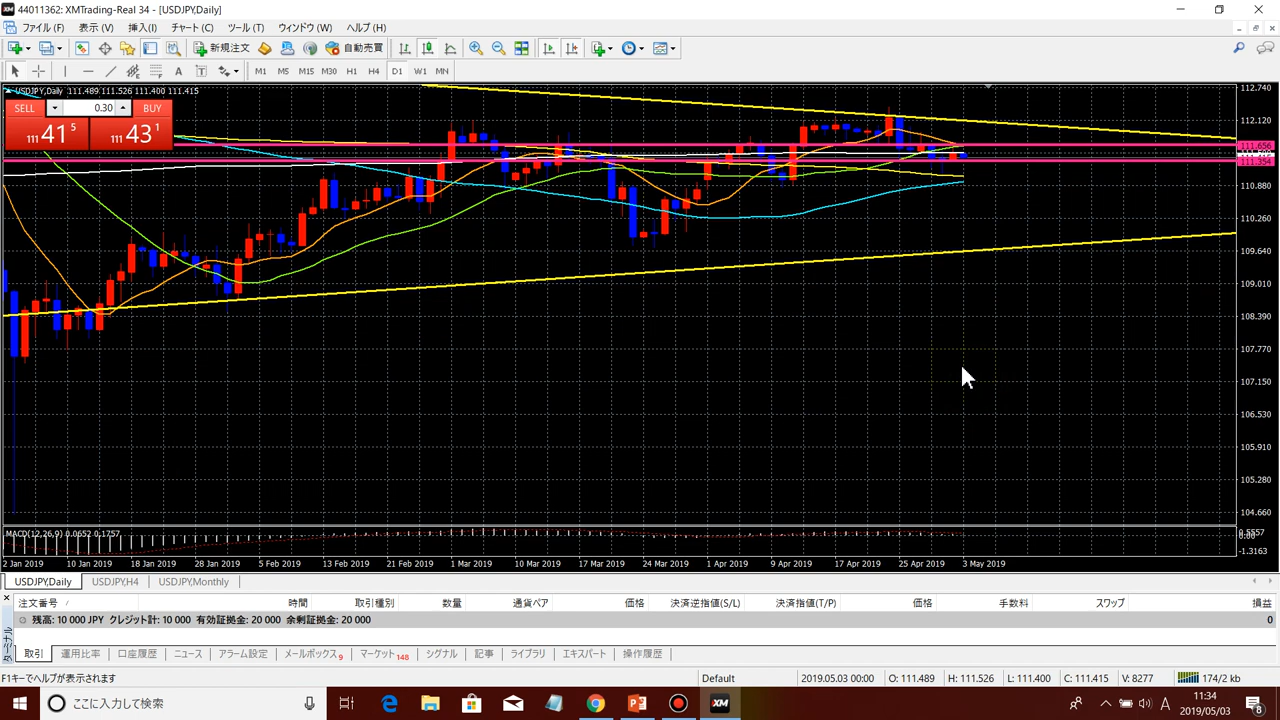 44011362: XMTrading-Real 34 - [USDJPY,Daily]
ファイル (F) 表示 (V) 挿入(I) チャート (C) ツール (T) ウィンドウ (W) ヘルプ (H)
新規注文 自動売買
A T M1 M5 M15 M30 H1 H4 D1 W1 MN
USDJPY,Daily 111.489 111.526 111.400 111.415
SELL 0.30 BUY
111 41 5 111 43 1
112.740
112.120
111.656
111.354
110.880
110.260
109.640
109.010
108.390
107.770
107.150
106.530
105.910
105.280
104.660
MACD(12,26,9) 0.0652 0.1757
0.5557
0.00
-1.3163
2 Jan 2019 10 Jan 2019 18 Jan 2019 28 Jan 2019 5 Feb 2019 13 Feb 2019 21 Feb 2019 1 Mar 2019 10 Mar 2019 17 Mar 2019 24 Mar 2019 1 Apr 2019 9 Apr 2019 17 Apr 2019 25 Apr 2019 3 May 2019
USDJPY,Daily USDJPY,H4 USDJPY,Monthly
注文番号 / 時間 取引種別 数量 通貨ペア 価格 決済逆指値(S/L) 決済指値(T/P) 価格 手数料 スワップ 損益
残高: 10 000 JPY クレジット計: 10 000 有効証拠金: 20 000 余剰証拠金: 20 000 0
ターミナル
取引 運用比率 口座履歴 ニュース アラーム設定 メールボックス 9 マーケット 148 シグナル 記事 ライブラリ エキスパート 操作履歴
F1キーでヘルプが表示されます Default 2019.05.03 00:00 O: 111.489 H: 111.526 L: 111.400 C: 111.415 V: 8277 174/2 kb
ここに入力して検索 XM A 11:34
2019/05/03 8